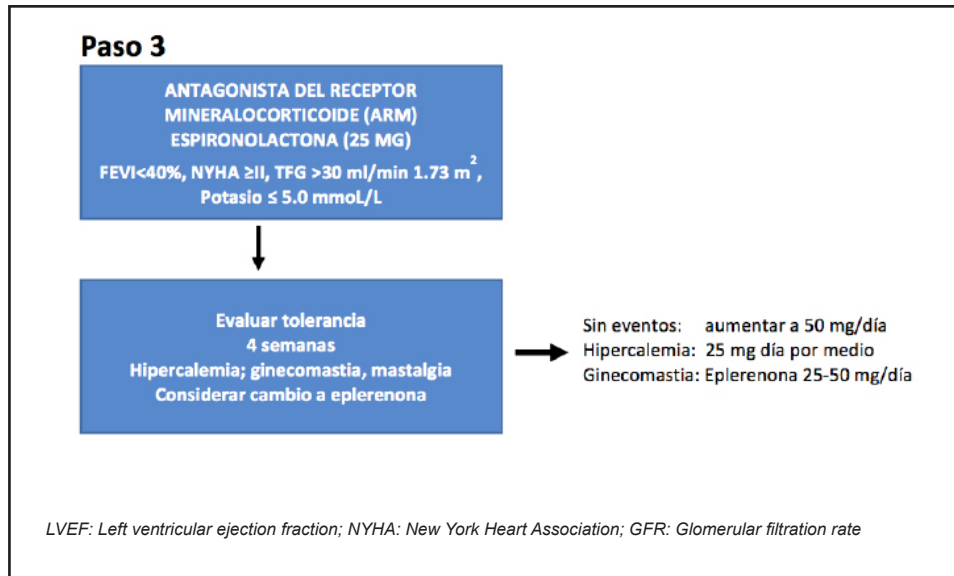 Paso 3
ANTAGONISTA DEL RECEPTOR
MINERALOCORTICOIDE (ARM)
ESPIRONOLACTONA (25 MG)
FEVI<40%, NYHA ≥II, TFG >30 ml/min 1.73 m²,
Potasio ≤ 5.0 mmoL/L
Evaluar tolerancia
4 semanas
Hipercalemia; ginecomastia, mastalgia
Considerar cambio a eplerenona
Sin eventos: aumentar a 50 mg/día
Hipercalemia: 25 mg día por medio
Ginecomastia: Eplerenona 25-50 mg/día
LVEF: Left ventricular ejection fraction; NYHA: New York Heart Association; GFR: Glomerular filtration rate